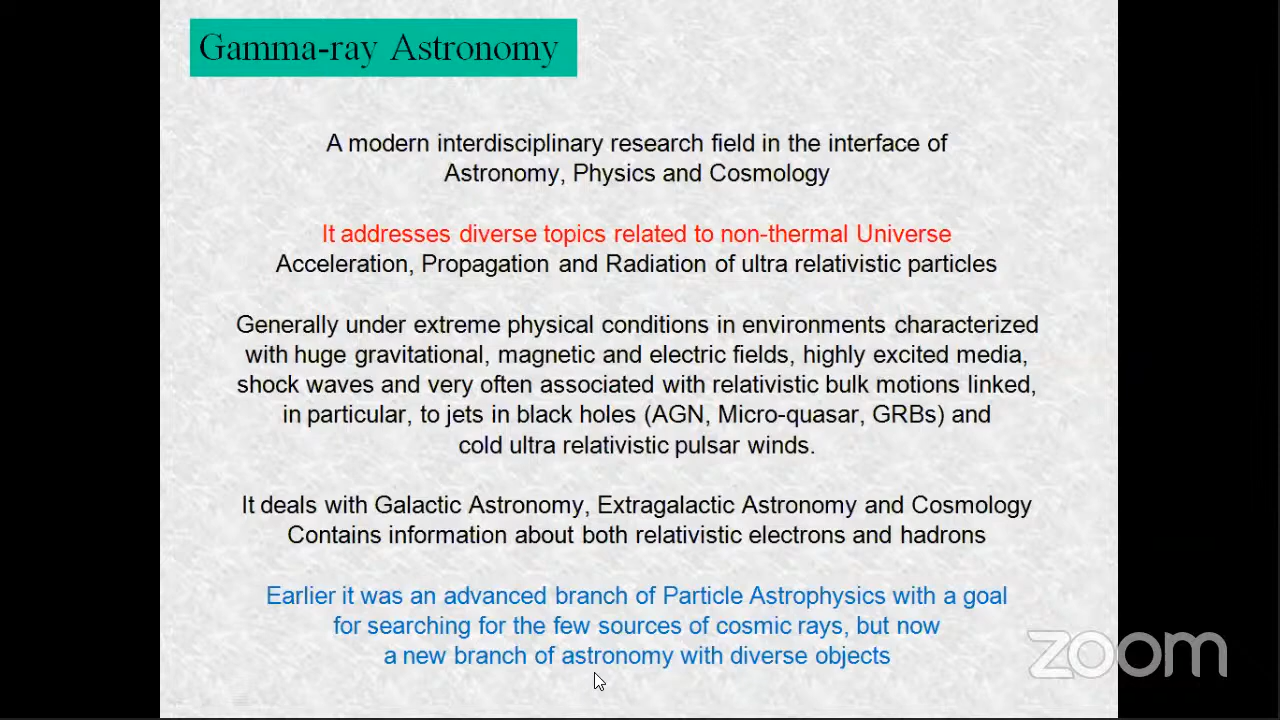 Gamma-ray Astronomy
A modern interdisciplinary research field in the interface of
Astronomy, Physics and Cosmology
It addresses diverse topics related to non-thermal Universe
Acceleration, Propagation and Radiation of ultra relativistic particles
Generally under extreme physical conditions in environments characterized
with huge gravitational, magnetic and electric fields, highly excited media,
shock waves and very often associated with relativistic bulk motions linked,
in particular, to jets in black holes (AGN, Micro-quasar, GRBs) and
cold ultra relativistic pulsar winds.
It deals with Galactic Astronomy, Extragalactic Astronomy and Cosmology
Contains information about both relativistic electrons and hadrons
Earlier it was an advanced branch of Particle Astrophysics with a goal
for searching for the few sources of cosmic rays, but now
a new branch of astronomy with diverse objects
zoom